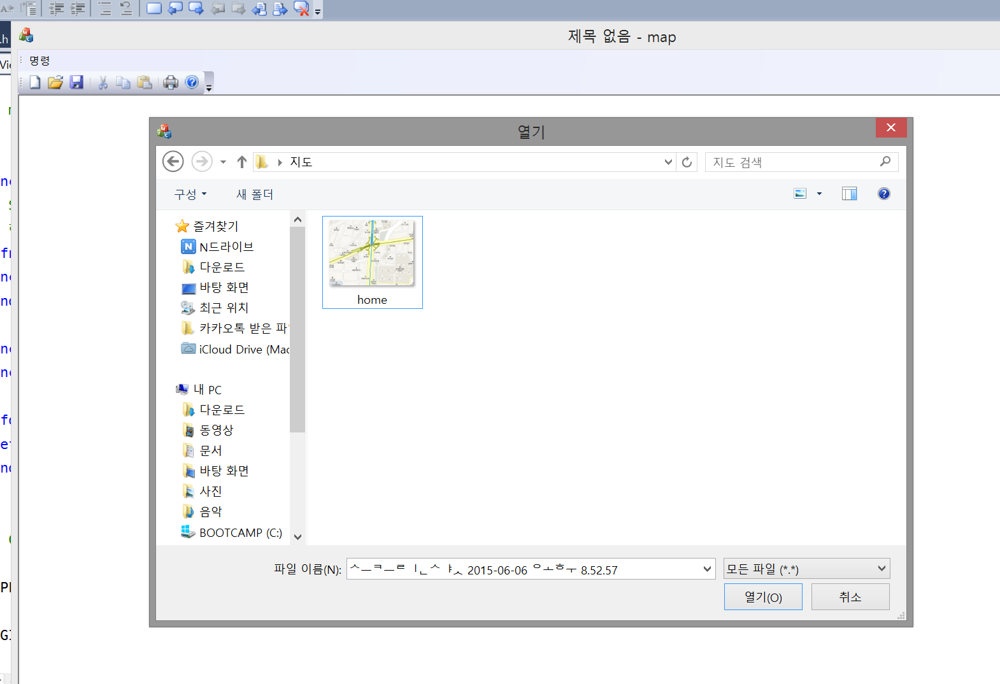 .h
제목 없음 - map
명령
열기
지도
지도 검색
구성
새 폴더
즐겨찾기
N드라이브
다운로드
바탕 화면
최근 위치
카카오톡 받은 파
iCloud Drive (Mac
내 PC
다운로드
동영상
문서
바탕 화면
사진
음악
BOOTCAMP (C:)
home
파일 이름(N):
스크ᄅ ᅵᆫᄉ ᅣᆺ 2015-06-06 오후 8.52.57
모든 파일 (*.*)
열기(O)
취소